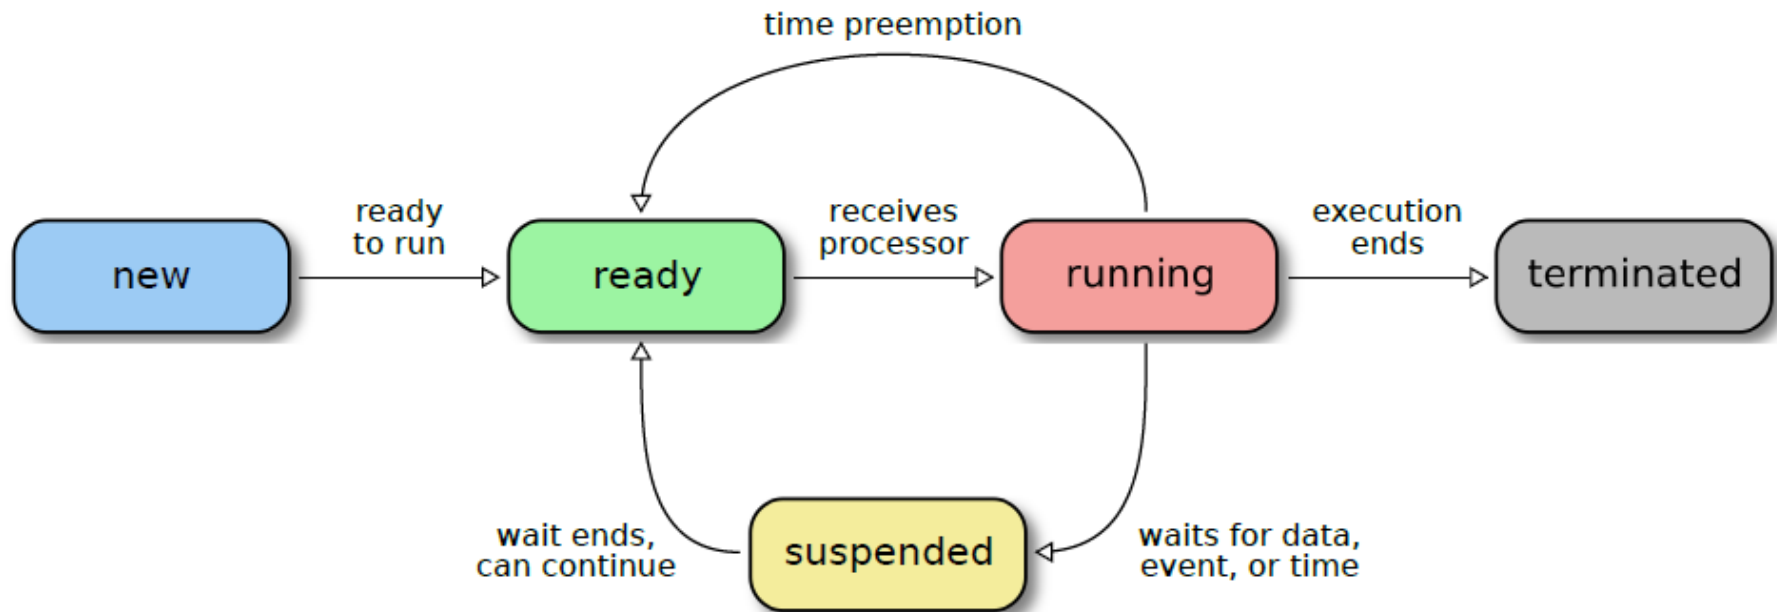 time preemption
ready
to run
receives
processor
execution
ends
new
ready
running
terminated
wait ends,
can continue
suspended
waits for data,
event, or time